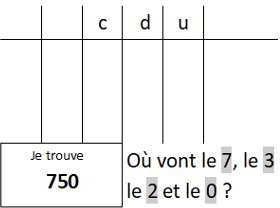 c d u
Je trouve
750
Où vont le 7, le 3
le 2 et le 0 ?